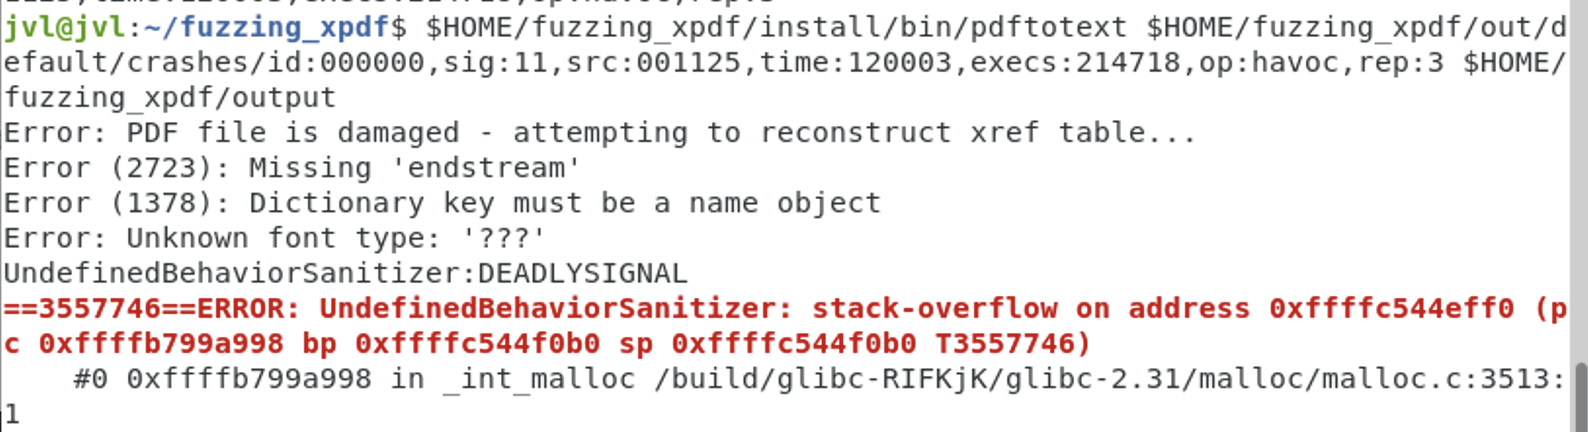 jvl@jvl:~/fuzzing_xpdf$ $HOME/fuzzing_xpdf/install/bin/pdftotext $HOME/fuzzing_xpdf/out/d
efault/crashes/id:000000,sig:11,src:001125,time:120003,execs:214718,op:havoc,rep:3 $HOME/
fuzzing_xpdf/output
Error: PDF file is damaged - attempting to reconstruct xref table...
Error (2723): Missing 'endstream'
Error (1378): Dictionary key must be a name object
Error: Unknown font type: '???'
UndefinedBehaviorSanitizer:DEADLYSIGNAL
==3557746==ERROR: UndefinedBehaviorSanitizer: stack-overflow on address 0xffffc544eff0 (p
c 0xffffb799a998 bp 0xffffc544f0b0 sp 0xffffc544f0b0 T3557746)
    #0 0xffffb799a998 in _int_malloc /build/glibc-RIFKjK/glibc-2.31/malloc/malloc.c:3513:
1